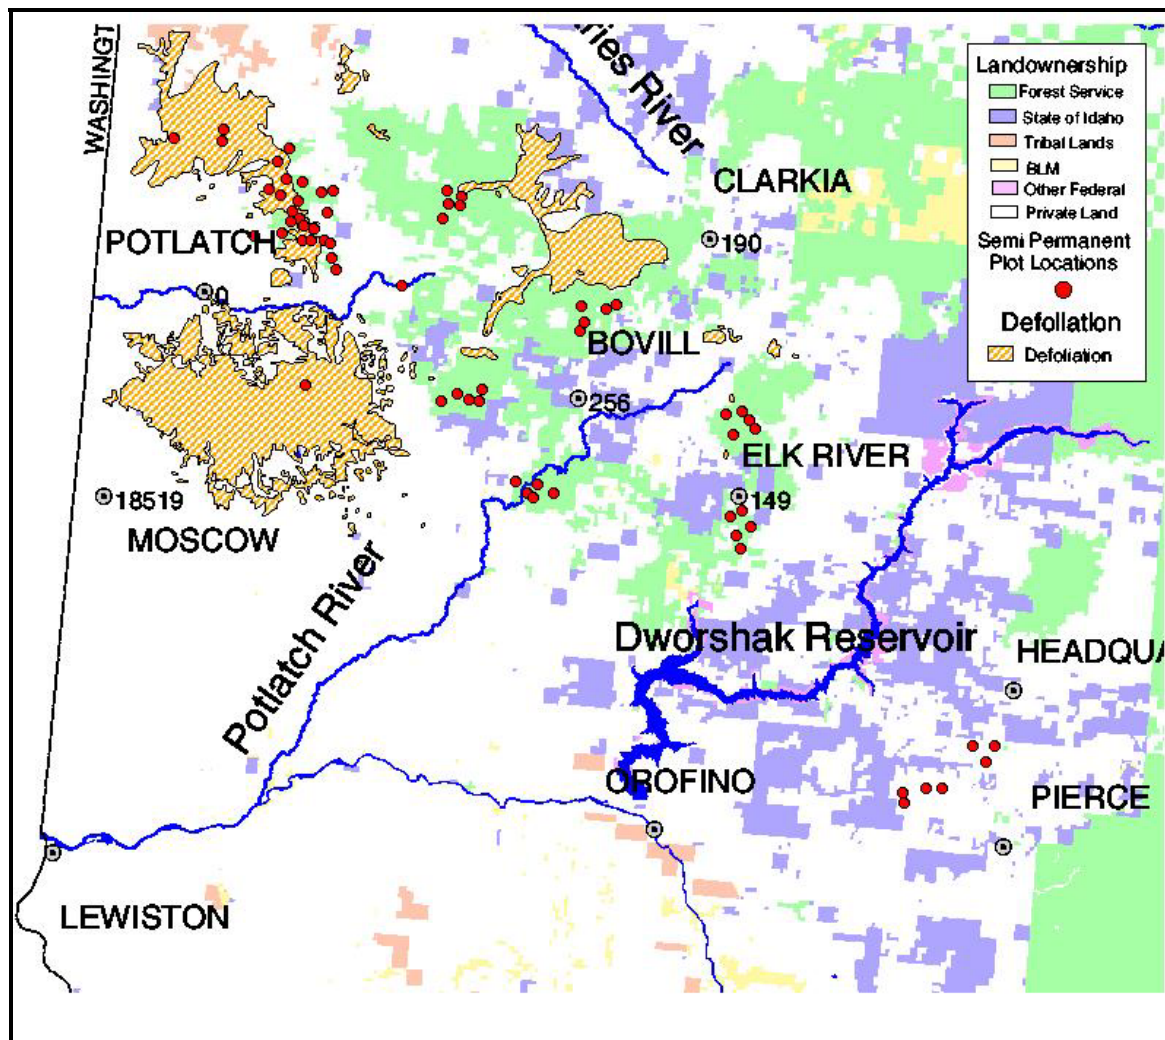 WASHINGT
ries River
Landownership
Forest Service
State of Idaho
Tribal Lands
BLM
Other Federal
Private Land
Semi Permanent
Plot Locations
Defoliation
Defoliation
CLARKIA
190
POTLATCH
0
BOVILL
256
ELK RIVER
149
18519
MOSCOW
Potlatch River
Dworshak Reservoir
HEADQUA
OROFINO
PIERCE
LEWISTON